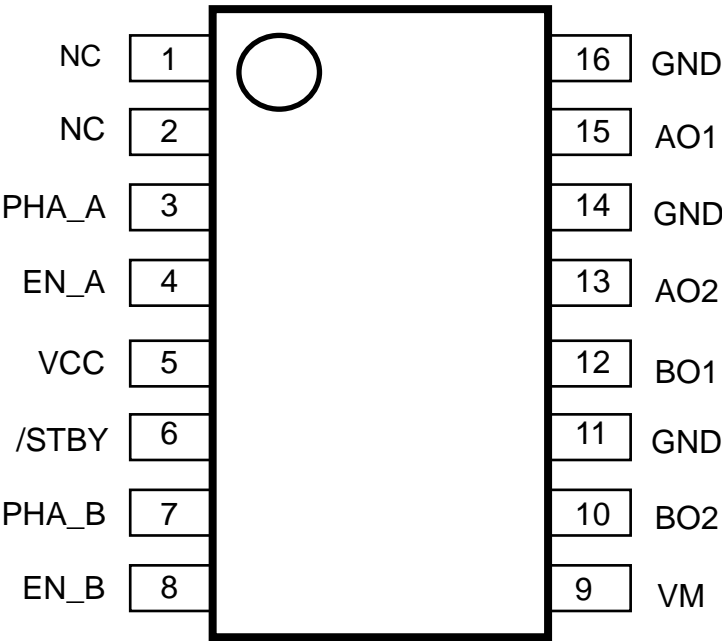 NC 1 16 GND
NC 2 15 AO1
PHA_A 3 14 GND
EN_A 4 13 AO2
VCC 5 12 BO1
/STBY 6 11 GND
PHA_B 7 10 BO2
EN_B 8 9 VM